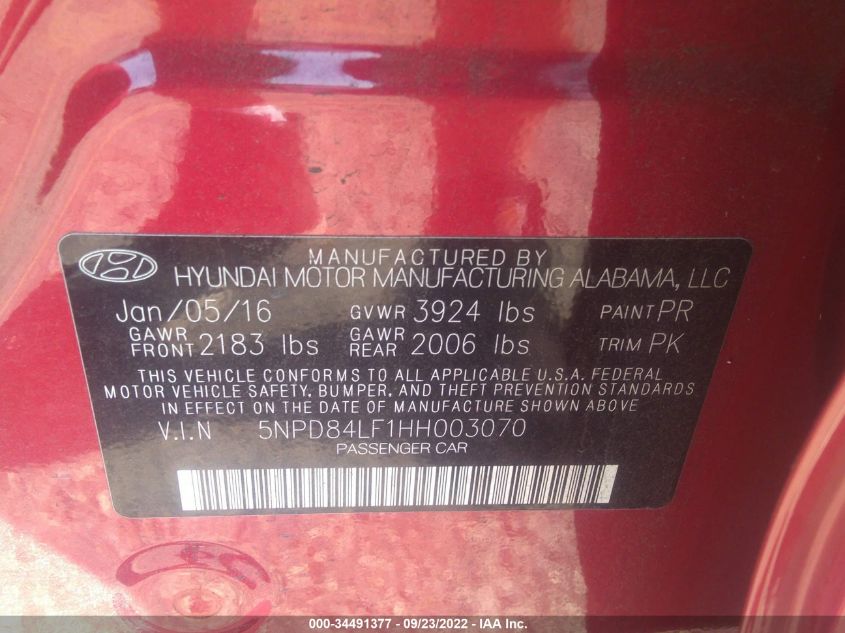 MANUFACTURED BY
HYUNDAI MOTOR MANUFACTURING ALABAMA, LLC
Jan/05/16 GVWR 3924 lbs PAINT PR
GAWR FRONT 2183 lbs GAWR REAR 2006 lbs TRIM PK
THIS VEHICLE CONFORMS TO ALL APPLICABLE U.S.A. FEDERAL
MOTOR VEHICLE SAFETY, BUMPER, AND THEFT PREVENTION STANDARDS
IN EFFECT ON THE DATE OF MANUFACTURE SHOWN ABOVE
V.I.N 5NPD84LF1HH003070
PASSENGER CAR
000-34491377 - 09/23/2022 - IAA Inc.